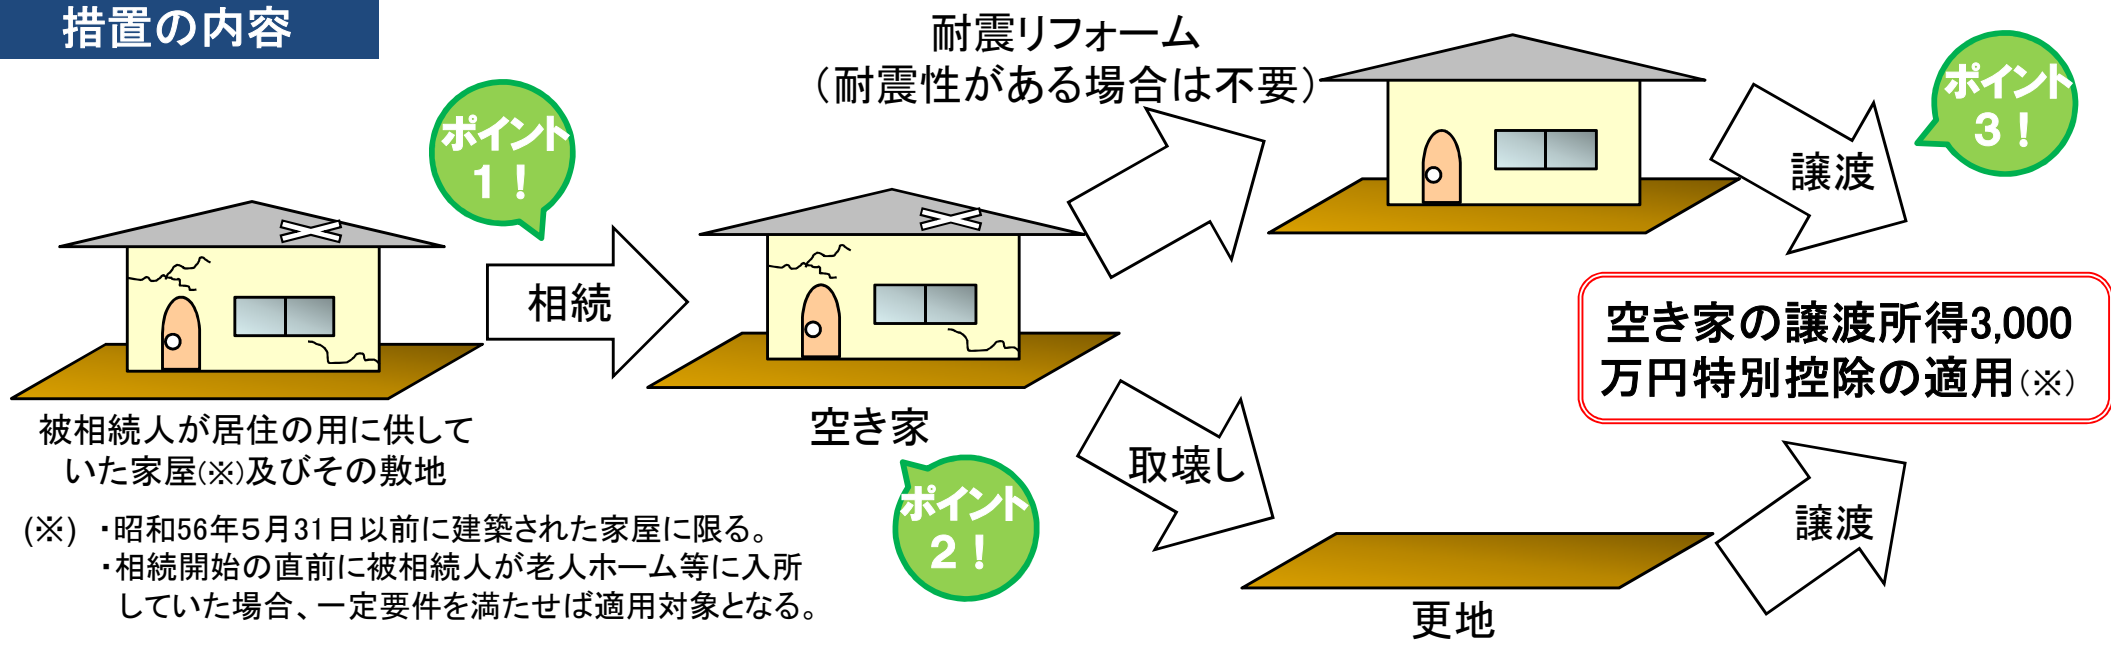 措置の内容
ポイント
１！
相続
被相続人が居住の用に供して
いた家屋(※)及びその敷地
(※) ・昭和56年５月31日以前に建築された家屋に限る。
・相続開始の直前に被相続人が老人ホーム等に入所
していた場合、一定要件を満たせば適用対象となる。
空き家
ポイント
２！
耐震リフォーム
（耐震性がある場合は不要）
取壊し
更地
譲渡
ポイント
３！
空き家の譲渡所得3,000
万円特別控除の適用(※)
譲渡